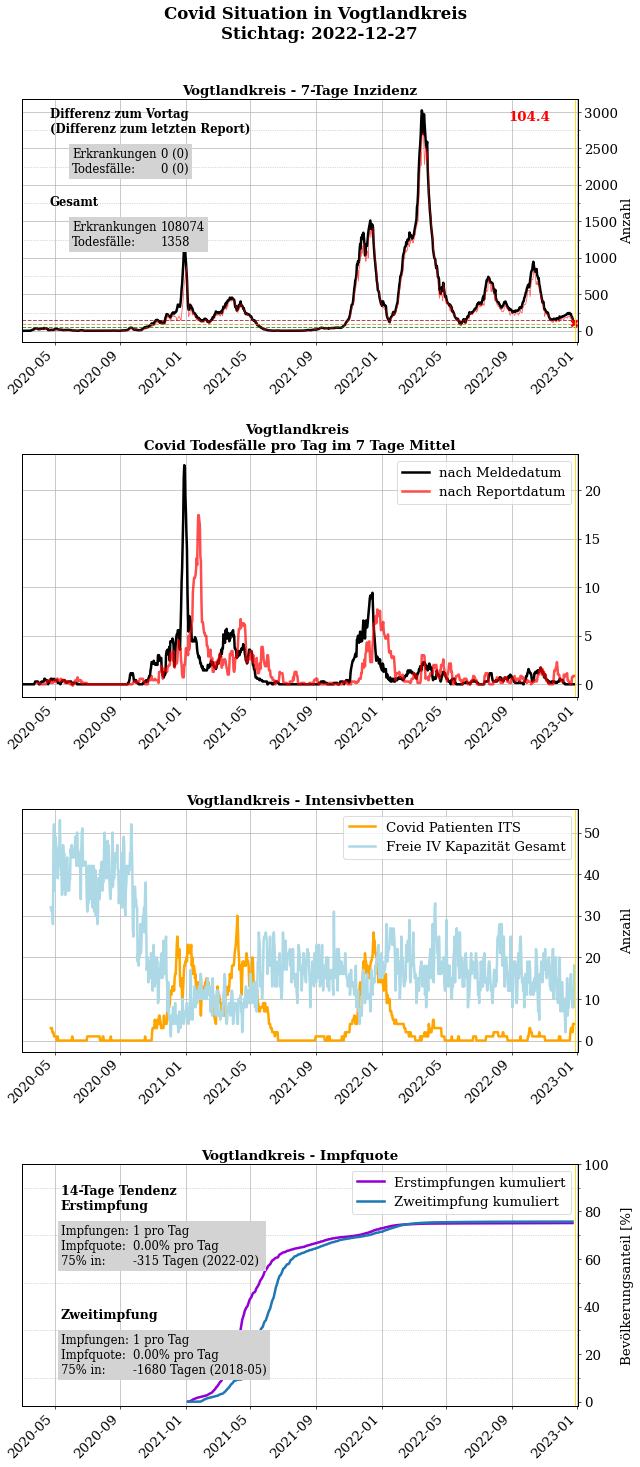 Covid Situation in Vogtlandkreis
Stichtag: 2022-12-27
Vogtlandkreis - 7-Tage Inzidenz
Differenz zum Vortag
(Differenz zum letzten Report)
Erkrankungen 0 (0)
Todesfälle: 0 (0)
Gesamt
Erkrankungen 108074
Todesfälle: 1358
104.4
3000
2500
2000
1500
1000
500
0
Anzahl
2020-05
2020-09
2021-01
2021-05
2021-09
2022-01
2022-05
2022-09
2023-01
Vogtlandkreis
Covid Todesfälle pro Tag im 7 Tage Mittel
nach Meldedatum
nach Reportdatum
20
15
10
5
0
2020-05
2020-09
2021-01
2021-05
2021-09
2022-01
2022-05
2022-09
2023-01
Vogtlandkreis - Intensivbetten
Covid Patienten ITS
Freie IV Kapazität Gesamt
50
40
30
20
10
0
Anzahl
2020-05
2020-09
2021-01
2021-05
2021-09
2022-01
2022-05
2022-09
2023-01
Vogtlandkreis - Impfquote
14-Tage Tendenz
Erstimpfung
Impfungen: 1 pro Tag
Impfquote: 0.00% pro Tag
75% in: -315 Tagen (2022-02)
Zweitimpfung
Impfungen: 1 pro Tag
Impfquote: 0.00% pro Tag
75% in: -1680 Tagen (2018-05)
Erstimpfungen kumuliert
Zweitimpfung kumuliert
100
80
60
40
20
0
Bevölkerungsanteil [%]
2020-05
2020-09
2021-01
2021-05
2021-09
2022-01
2022-05
2022-09
2023-01